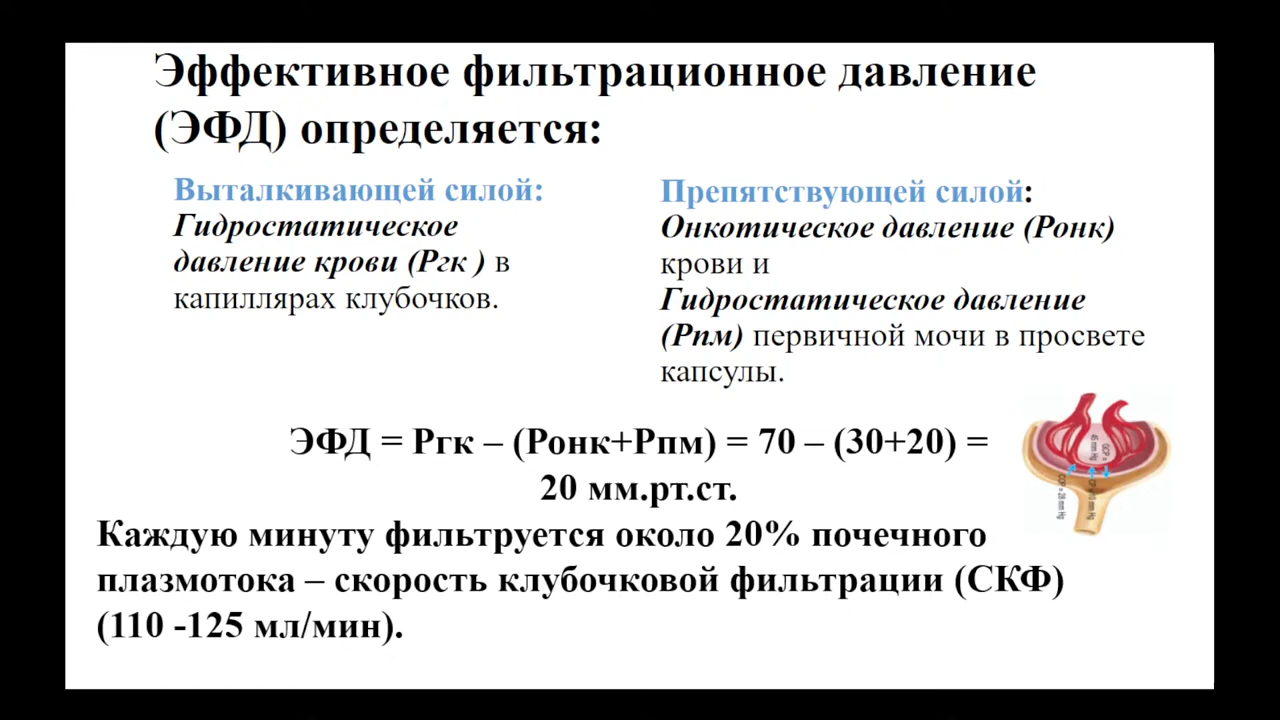 Эффективное фильтрационное давление
(ЭФД) определяется:
Выталкивающей силой:
Гидростатическое
давление крови (Ргк ) в
капиллярах клубочков.
Препятствующей силой:
Онкотическое давление (Ронк)
крови и
Гидростатическое давление
(Рпм) первичной мочи в просвете
капсулы.
ЭФД = Ргк – (Ронк+Рпм) = 70 – (30+20) =
20 мм.рт.ст.
Каждую минуту фильтруется около 20% почечного
плазмотока – скорость клубочковой фильтрации (СКФ)
(110 -125 мл/мин).